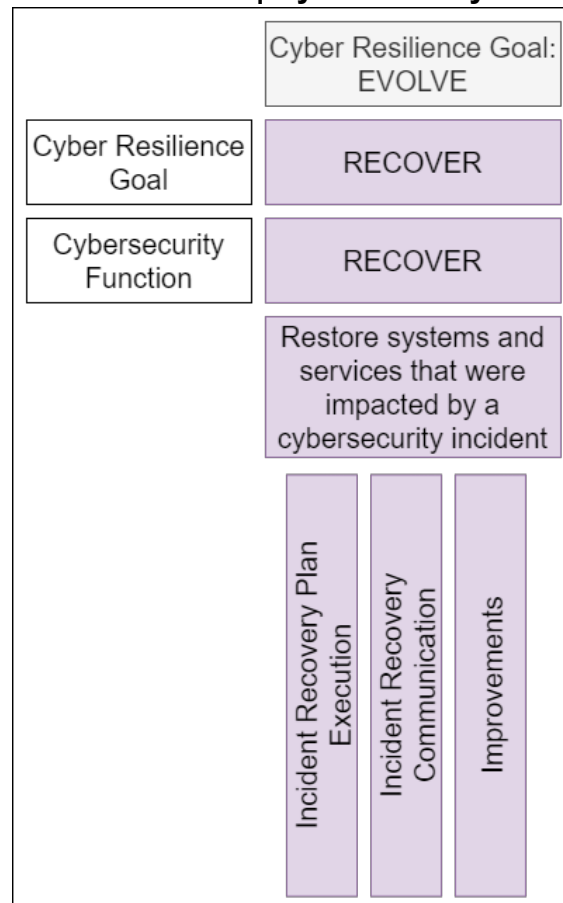 Cyber Resilience Goal:
EVOLVE
Cyber Resilience
Goal
RECOVER
Cybersecurity
Function
RECOVER
Restore systems and
services that were
impacted by a
cybersecurity incident
Incident Recovery Plan
Execution
Incident Recovery
Communication
Improvements